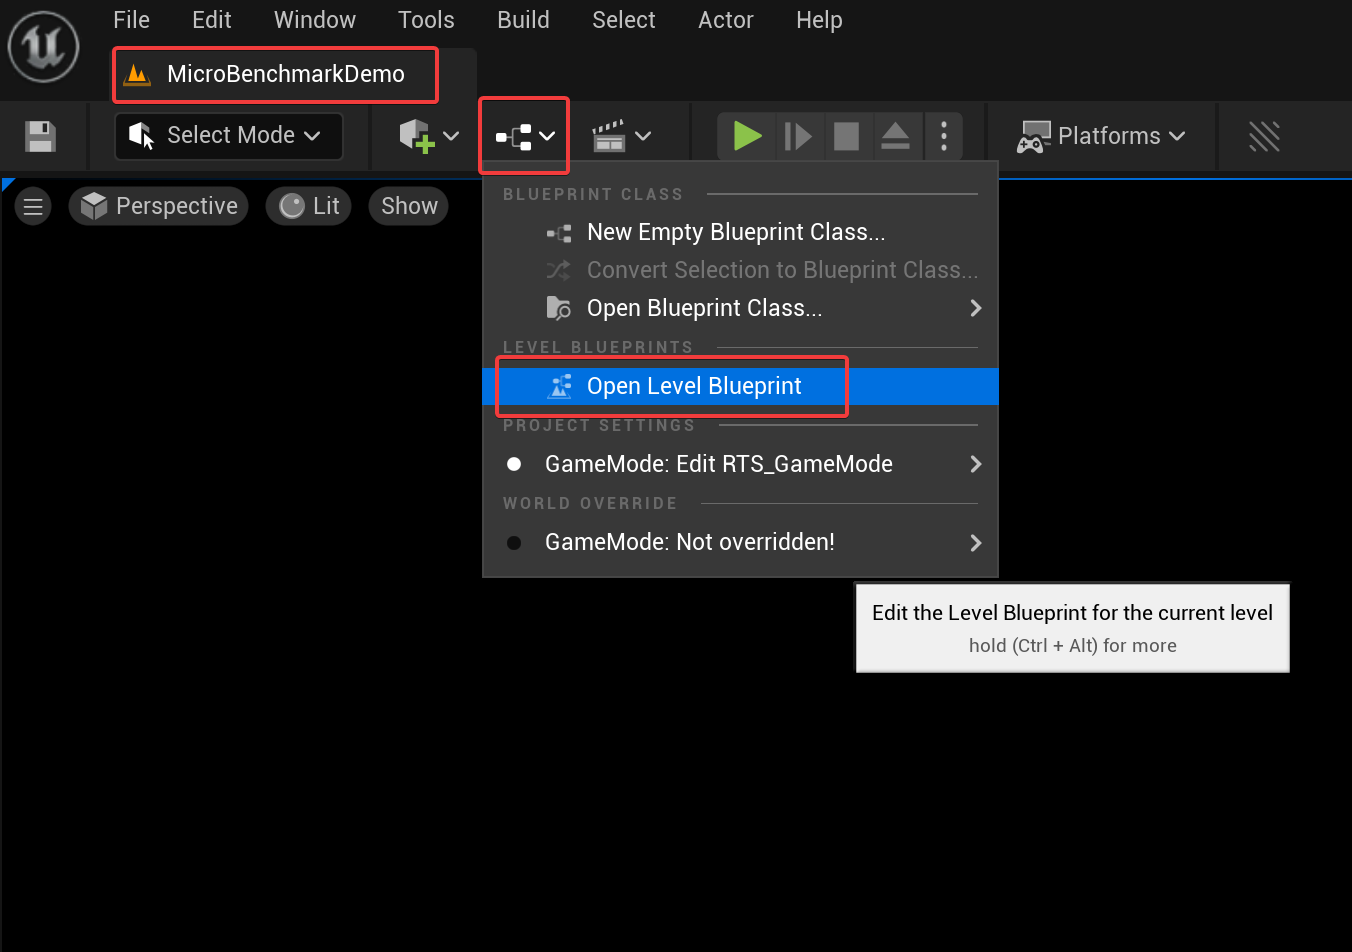 File Edit Window Tools Build Select Actor Help
MicroBenchmarkDemo
Select Mode Platforms
Perspective Lit Show
BLUEPRINT CLASS
New Empty Blueprint Class...
Convert Selection to Blueprint Class...
Open Blueprint Class...
LEVEL BLUEPRINTS
Open Level Blueprint
PROJECT SETTINGS
GameMode: Edit RTS_GameMode
WORLD OVERRIDE
GameMode: Not overridden!
Edit the Level Blueprint for the current level
hold (Ctrl + Alt) for more